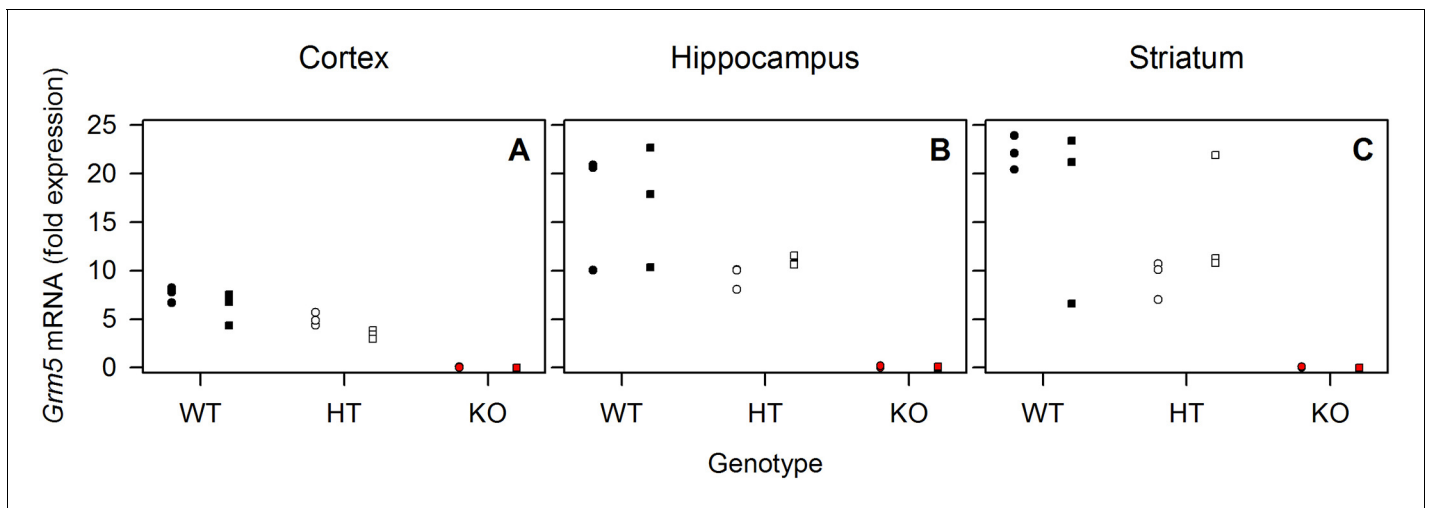 Cortex Hippocampus Striatum
Grm5 mRNA (fold expression)
25
20
15
10
5
0
A
B
C
WT HT KO WT HT KO WT HT KO
Genotype